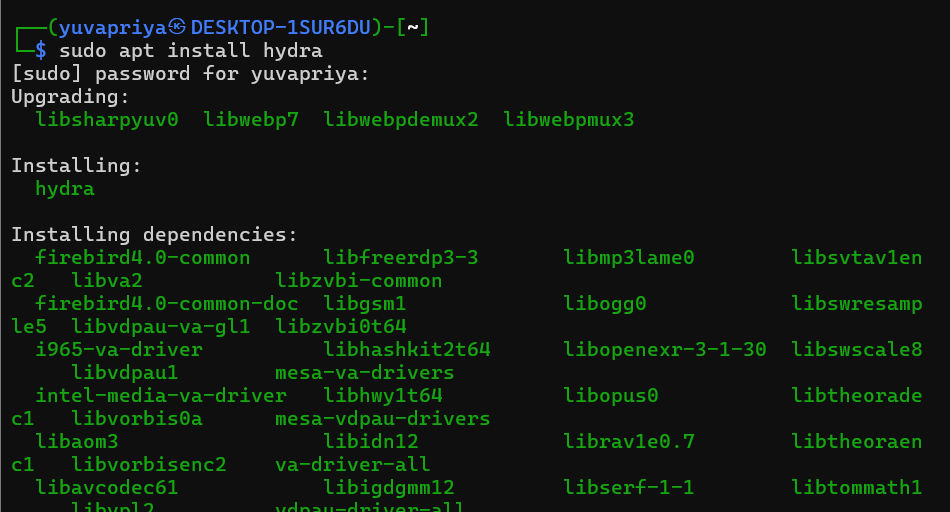 ┌──(yuvapriya㉿DESKTOP-1SUR6DU)-[~]
└─$ sudo apt install hydra
[sudo] password for yuvapriya:
Upgrading:
  libsharpyuv0  libwebp7  libwebpdemux2  libwebpmux3
Installing:
  hydra
Installing dependencies:
  firebird4.0-common      libfreerdp3-3       libmp3lame0        libsvtav1en
c2   libva2           libzvbi-common
  firebird4.0-common-doc  libgsm1             libogg0            libswresamp
le5  libvdpau-va-gl1  libzvbi0t64
  i965-va-driver          libhashkit2t64      libopenexr-3-1-30  libswscale8
     libvdpau1        mesa-va-drivers
  intel-media-va-driver   libhwy1t64          libopus0           libtheorade
c1   libvorbis0a      mesa-vdpau-drivers
  libaom3                 libidn12            librav1e0.7        libtheoraen
c1   libvorbisenc2    va-driver-all
  libavcodec61            libigdgmm12         libserf-1-1        libtommath1
     libvpl2          vdpau-driver-all